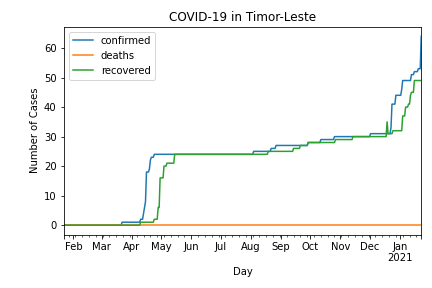 COVID-19 in Timor-Leste
confirmed
deaths
recovered
Number of Cases
60
50
40
30
20
10
0
Feb Mar Apr May Jun Jul Aug Sep Oct Nov Dec Jan
2021
Day